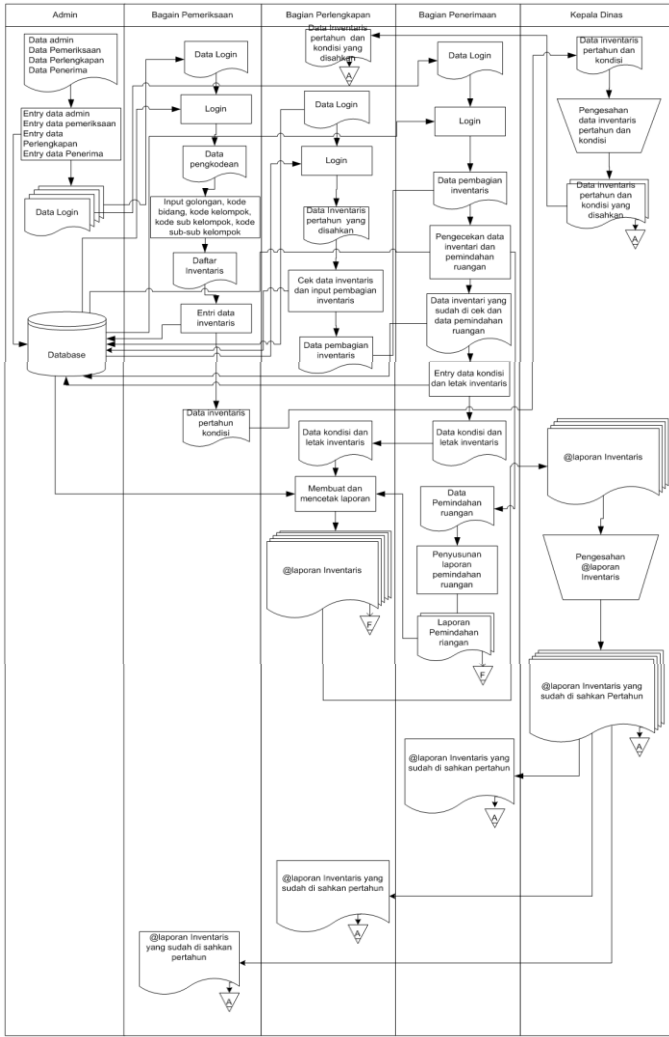 Admin
Data admin
Data Pemeriksaan
Data Perlengkapan
Data Penerima
Entry data admin
Entry data pemeriksaan
Entry data
Perlengkapan
Entry data Penerima
Data Login
Database
Bagain Pemeriksaan
Data Login
Login
Data
pengkodean
Input golongan, kode
bidang, kode kelompok,
kode sub kelompok, kode
sub-sub kelompok
Daftar
Inventaris
Entri data
inventaris
Data inventaris
pertahun
kondisi
@laporan Inventaris
yang sudah di sahkan
pertahun
A
Bagian Perlengkapan
Data Inventaris
pertahun dan
kondisi yang
disahkan
A
Data Login
Login
Data Inventaris
pertahun yang
disahkan
Cek data inventaris
dan input pembagian
inventaris
Data pembagian
inventaris
Data kondisi dan
letak inventaris
Membuat dan
mencetak laporan
@laporan Inventaris
F
@laporan Inventaris yang
sudah di sahkan pertahun
A
Bagian Penerimaan
Data Login
Login
Data pembagian
inventaris
Pengecekan data
inventari dan
pemindahan
ruangan
Data inventari yang
sudah di cek dan
data pemindahan
ruangan
Entry data kondisi
dan letak inventaris
Data kondisi dan
letak inventaris
Data
Pemindahan
ruangan
Penyusunan
laporan
pemindahan
ruangan
Laporan
Pemindahan
riangan
F
@laporan Inventaris yang
sudah di sahkan pertahun
A
Kepala Dinas
Data inventaris
pertahun dan
kondisi
Pengesahan
data inventaris
pertahun dan
kondisi
Data Inventaris
pertahun dan
kondisi yang
disahkan
A
@laporan Inventaris
Pengesahan
@laporan
Inventaris
@laporan Inventaris yang
sudah di sahkan Pertahun
A